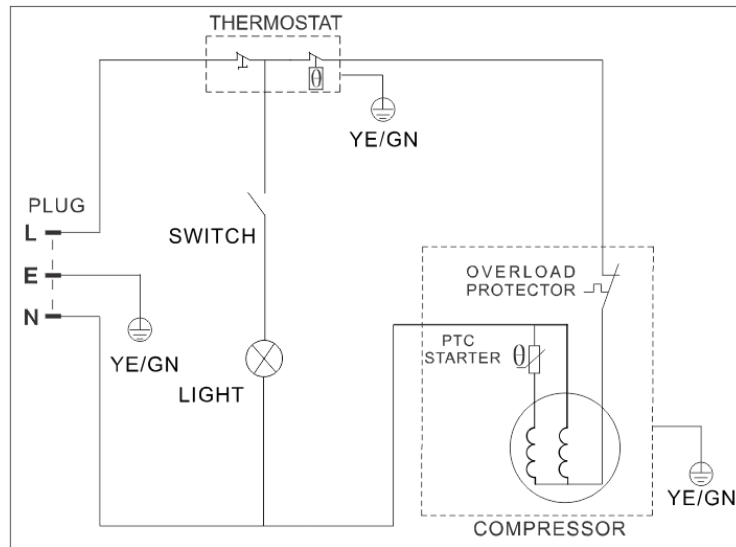 THERMOSTAT
θ
YE/GN
PLUG
L
SWITCH
E
OVERLOAD
PROTECTOR
N
YE/GN
PTC
STARTER
θ
LIGHT
YE/GN
COMPRESSOR